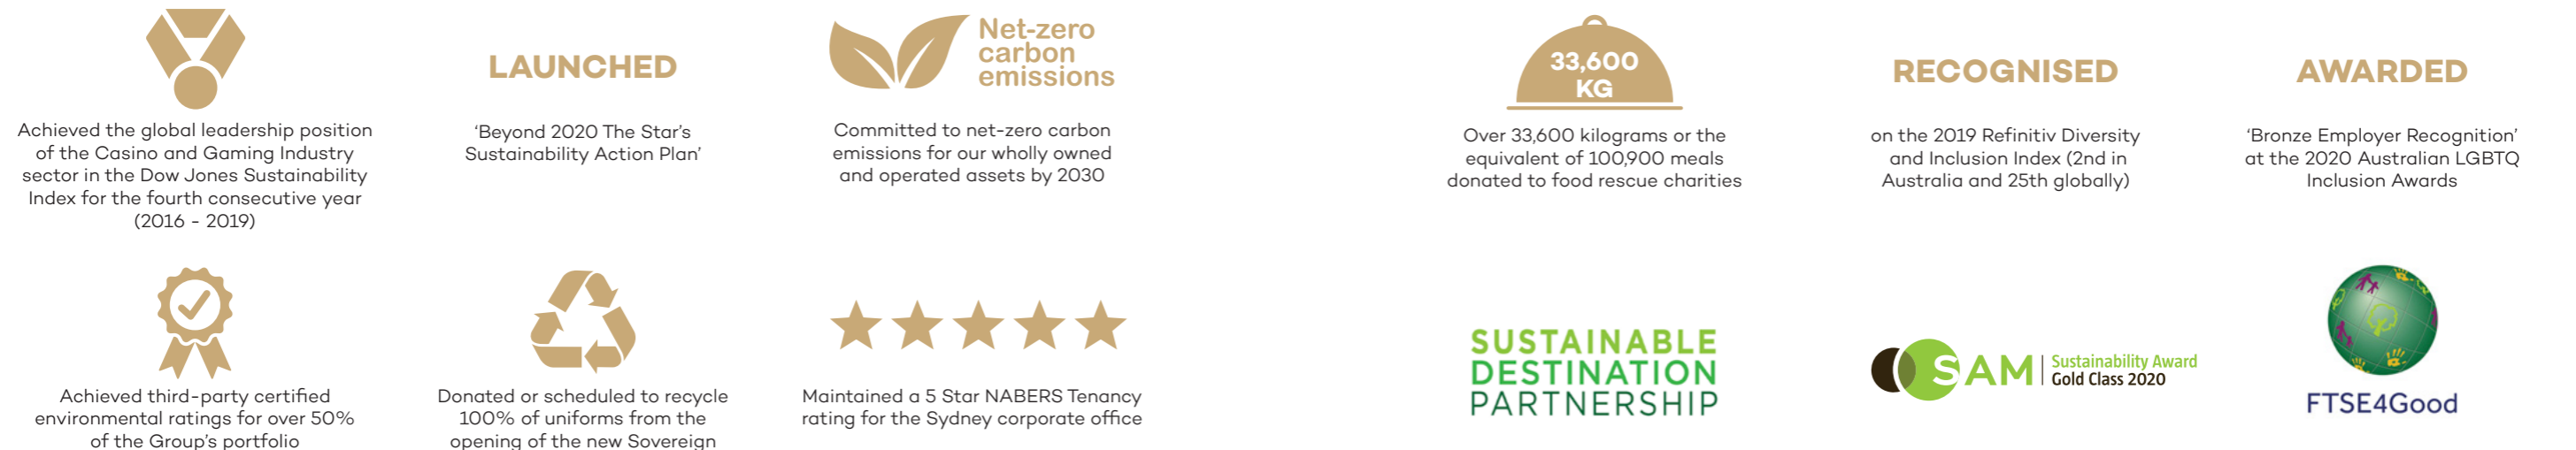 Achieved the global leadership position
of the Casino and Gaming Industry
sector in the Dow Jones Sustainability
Index for the fourth consecutive year
(2016 - 2019)
LAUNCHED
‘Beyond 2020 The Star’s
Sustainability Action Plan’
Net-zero
carbon
emissions
Committed to net-zero carbon
emissions for our wholly owned
and operated assets by 2030
33,600
KG
Over 33,600 kilograms or the
equivalent of 100,900 meals
donated to food rescue charities
RECOGNISED
on the 2019 Refinitiv Diversity
and Inclusion Index (2nd in
Australia and 25th globally)
AWARDED
‘Bronze Employer Recognition’
at the 2020 Australian LGBTQ
Inclusion Awards
Achieved third-party certified
environmental ratings for over 50%
of the Group’s portfolio
Donated or scheduled to recycle
100% of uniforms from the
opening of the new Sovereign
Maintained a 5 Star NABERS Tenancy
rating for the Sydney corporate office
SUSTAINABLE
DESTINATION
PARTNERSHIP
SAM
Sustainability Award
Gold Class 2020
FTSE4Good